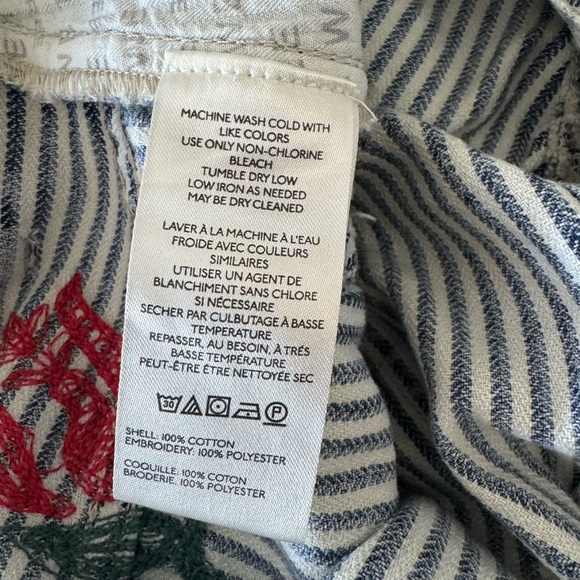 MACHINE WASH COLD WITH
LIKE COLORS
USE ONLY NON-CHLORINE
BLEACH
TUMBLE DRY LOW
LOW IRON AS NEEDED
MAY BE DRY CLEANED
LAVER À LA MACHINE À L'EAU
FROIDE AVEC COULEURS
SIMILAIRES
UTILISER UN AGENT DE
BLANCHIMENT SANS CHLORE
SI NÉCESSAIRE
SECHER PAR CULBUTAGE À BASSE
TEMPERATURE
REPASSER, AU BESOIN, À TRÉS
BASSE TEMPÉRATURE
PEUT-ÊTRE ÊTRE NETTOYÉE SEC
30 P
SHELL: 100% COTTON
EMBROIDERY: 100% POLYESTER
COQUILLE: 100% COTON
BRODERIE: 100% POLYESTER